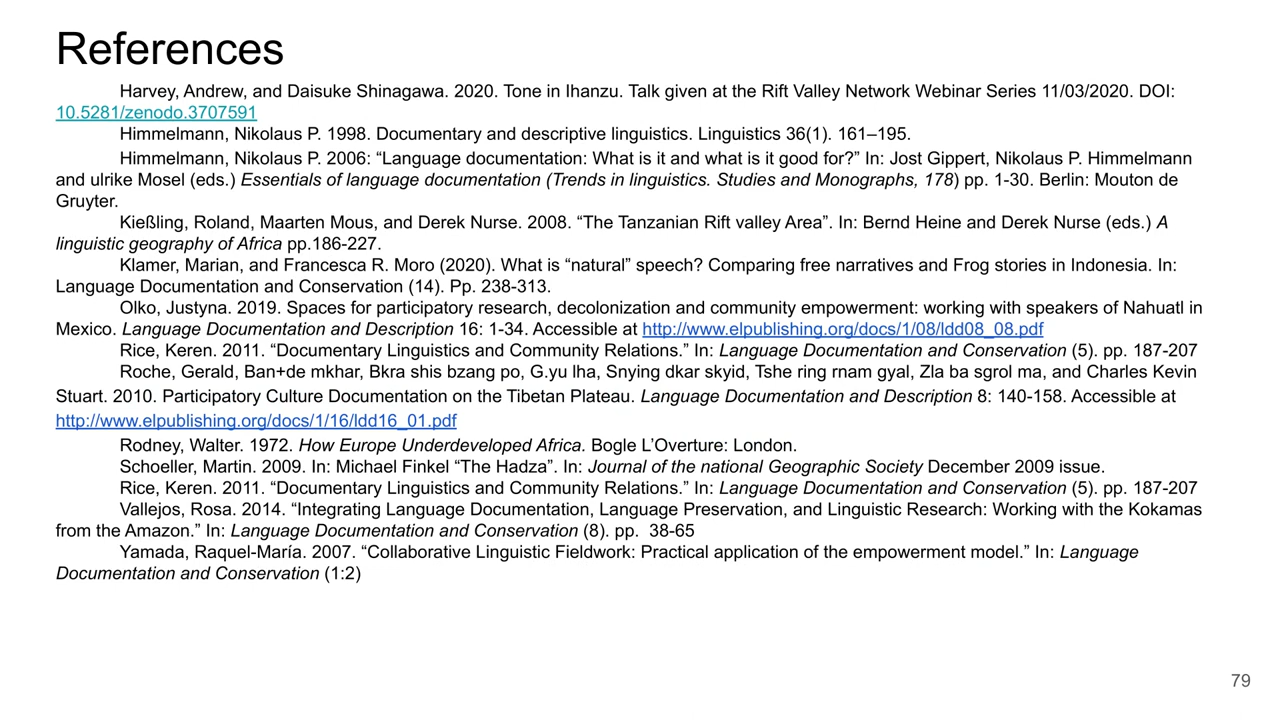 References
Harvey, Andrew, and Daisuke Shinagawa. 2020. Tone in Ihanzu. Talk given at the Rift Valley Network Webinar Series 11/03/2020. DOI:
10.5281/zenodo.3707591
Himmelmann, Nikolaus P. 1998. Documentary and descriptive linguistics. Linguistics 36(1). 161–195.
Himmelmann, Nikolaus P. 2006: “Language documentation: What is it and what is it good for?” In: Jost Gippert, Nikolaus P. Himmelmann
and ulrike Mosel (eds.) Essentials of language documentation (Trends in linguistics. Studies and Monographs, 178) pp. 1-30. Berlin: Mouton de
Gruyter.
Kießling, Roland, Maarten Mous, and Derek Nurse. 2008. “The Tanzanian Rift valley Area”. In: Bernd Heine and Derek Nurse (eds.) A
linguistic geography of Africa pp.186-227.
Klamer, Marian, and Francesca R. Moro (2020). What is “natural” speech? Comparing free narratives and Frog stories in Indonesia. In:
Language Documentation and Conservation (14). Pp. 238-313.
Olko, Justyna. 2019. Spaces for participatory research, decolonization and community empowerment: working with speakers of Nahuatl in
Mexico. Language Documentation and Description 16: 1-34. Accessible at http://www.elpublishing.org/docs/1/08/ldd08_08.pdf
Rice, Keren. 2011. “Documentary Linguistics and Community Relations.” In: Language Documentation and Conservation (5). pp. 187-207
Roche, Gerald, Ban+de mkhar, Bkra shis bzang po, G.yu lha, Snying dkar skyid, Tshe ring rnam gyal, Zla ba sgrol ma, and Charles Kevin
Stuart. 2010. Participatory Culture Documentation on the Tibetan Plateau. Language Documentation and Description 8: 140-158. Accessible at
http://www.elpublishing.org/docs/1/16/ldd16_01.pdf
Rodney, Walter. 1972. How Europe Underdeveloped Africa. Bogle L’Overture: London.
Schoeller, Martin. 2009. In: Michael Finkel “The Hadza”. In: Journal of the national Geographic Society December 2009 issue.
Rice, Keren. 2011. “Documentary Linguistics and Community Relations.” In: Language Documentation and Conservation (5). pp. 187-207
Vallejos, Rosa. 2014. “Integrating Language Documentation, Language Preservation, and Linguistic Research: Working with the Kokamas
from the Amazon.” In: Language Documentation and Conservation (8). pp. 38-65
Yamada, Raquel-María. 2007. “Collaborative Linguistic Fieldwork: Practical application of the empowerment model.” In: Language
Documentation and Conservation (1:2)
79